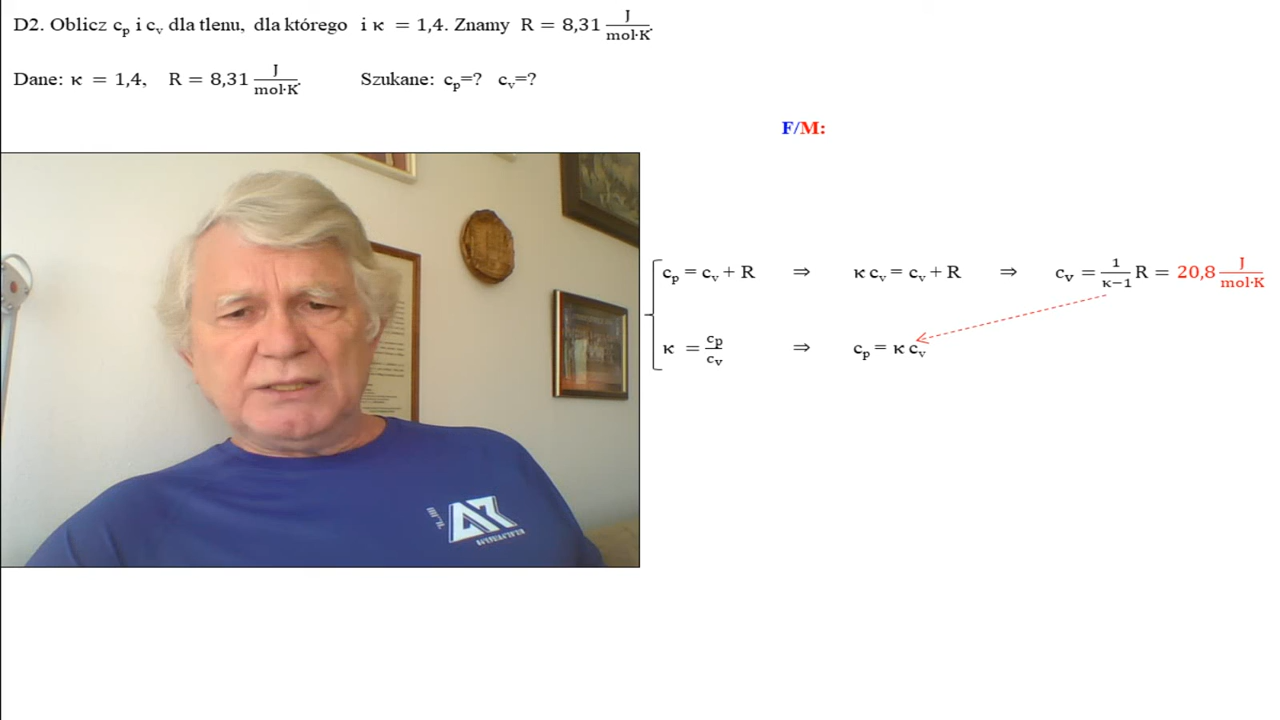 D2. Oblicz cp i cv dla tlenu, dla którego i κ = 1,4. Znamy R = 8,31 J/mol·K.
Dane: κ = 1,4, R = 8,31 J/mol·K. Szukane: cp=? cv=?
F/M:
cp = cv + R ⇒ κ cv = cv + R ⇒ cv = 1/κ−1 R = 20,8 J/mol·K
κ = cp/cv ⇒ cp = κ cv